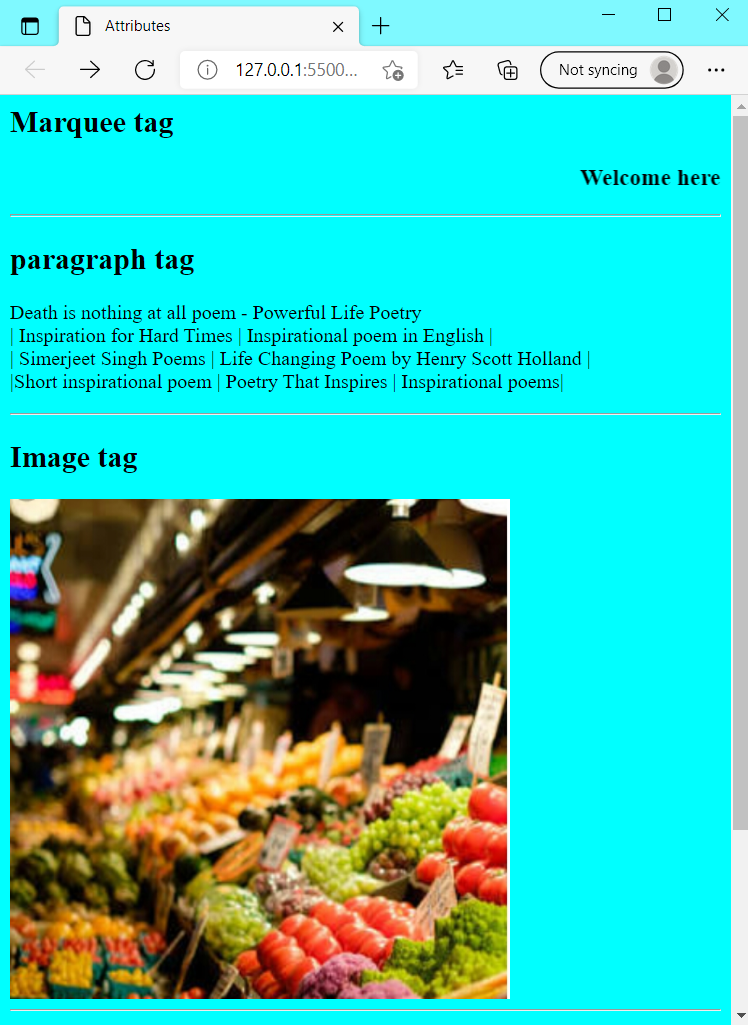 Attributes
127.0.0.1:5500...
Not syncing
Marquee tag
Welcome here
paragraph tag
Death is nothing at all poem - Powerful Life Poetry
| Inspiration for Hard Times | Inspirational poem in English |
| Simerjeet Singh Poems | Life Changing Poem by Henry Scott Holland |
|Short inspirational poem | Poetry That Inspires | Inspirational poems|
Image tag